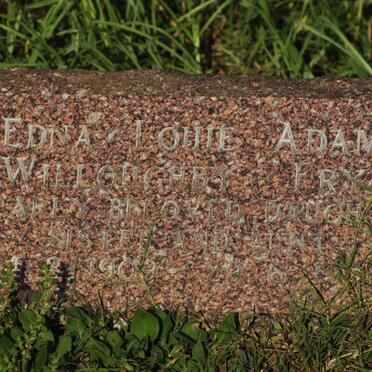 EDNA LOUIE ADAM
WILLOUGHBY FRY
BELOVED DAUGH
SISTER AND AUNT